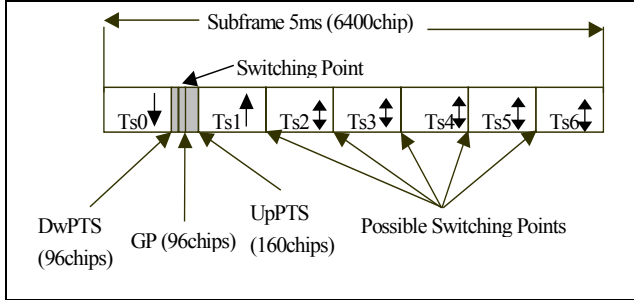 Subframe 5ms (6400chip)
Switching Point
Ts0 Ts1 Ts2 Ts3 Ts4 Ts5 Ts6
DwPTS
(96chips)
GP (96chips)
UpPTS
(160chips)
Possible Switching Points